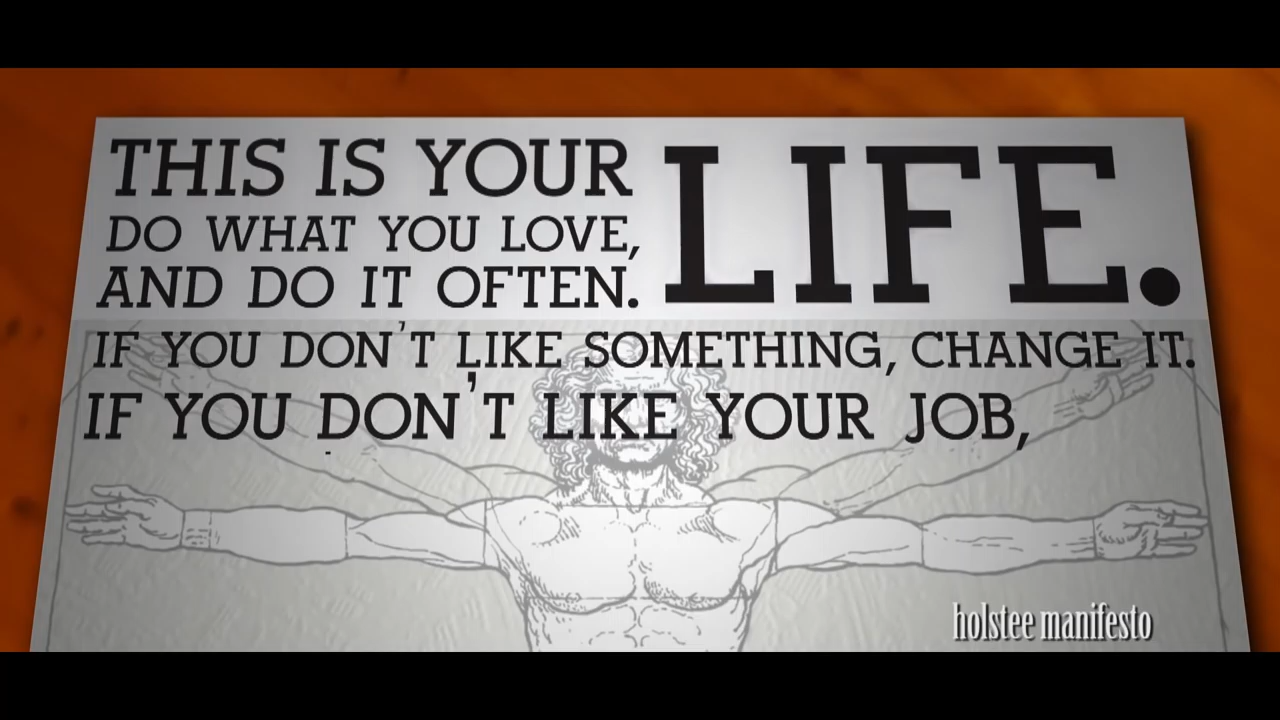 THIS IS YOUR LIFE.
DO WHAT YOU LOVE,
AND DO IT OFTEN.
IF YOU DON'T LIKE SOMETHING, CHANGE IT.
IF YOU DON'T LIKE YOUR JOB,
holstee manifesto